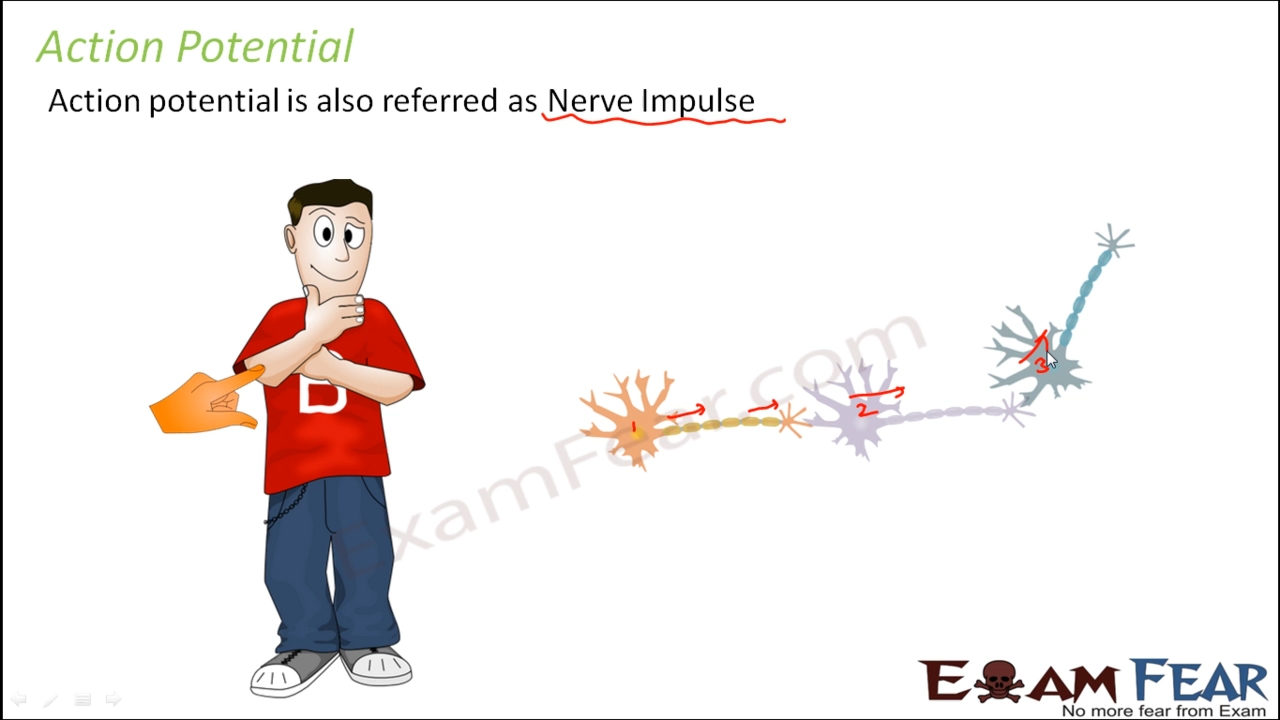 Action Potential
Action potential is also referred as Nerve Impulse
B
1
2
3
ExamFear.com
EXAM FEAR
No more fear from Exam